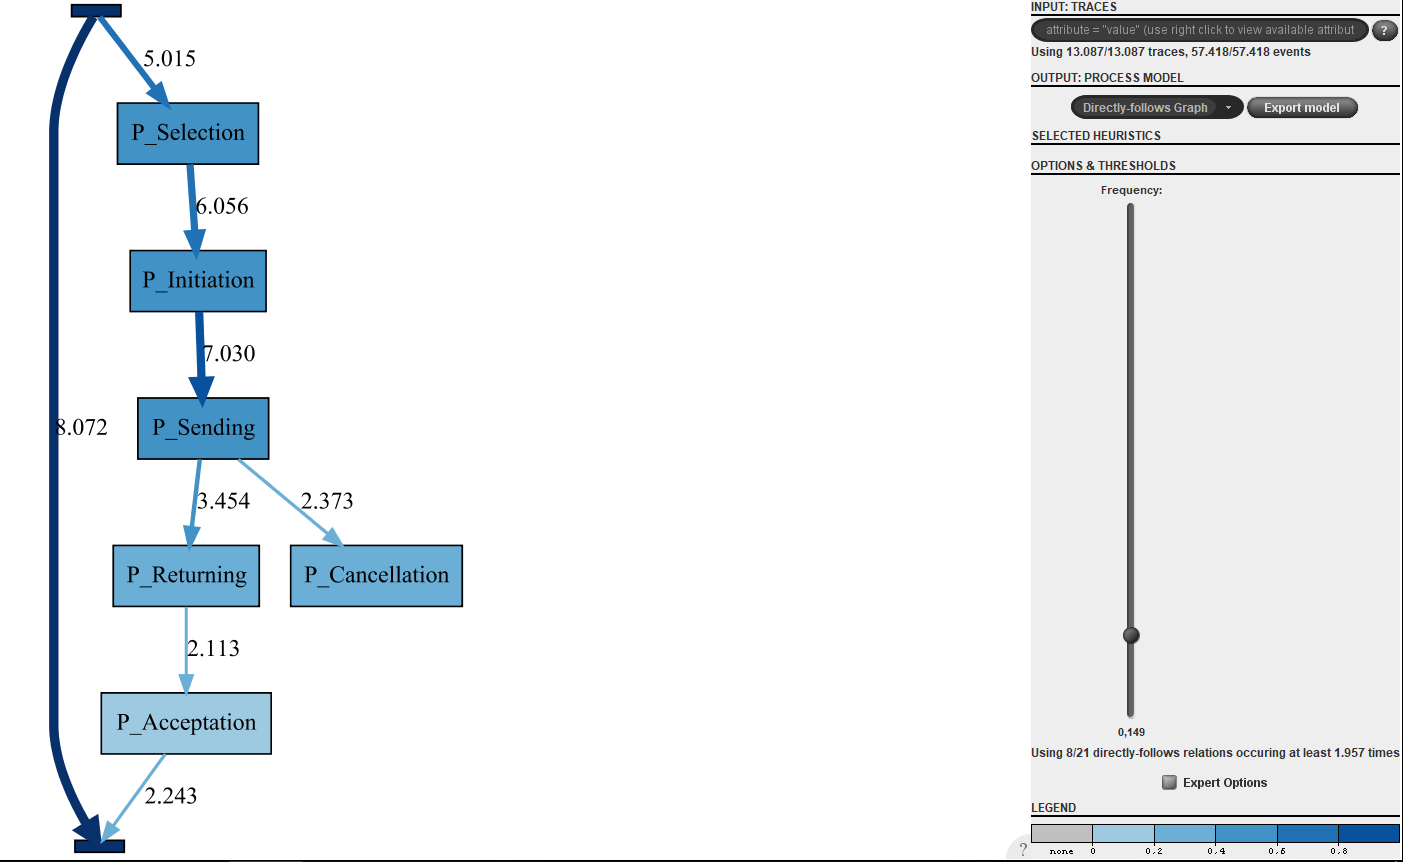 5.015
P_Selection
6.056
P_Initiation
7.030
8.072
P_Sending
3.454
2.373
P_Returning
P_Cancellation
2.113
P_Acceptation
2.243
INPUT: TRACES
attribute = "value" (use right click to view available attribut
?
Using 13.087/13.087 traces, 57.418/57.418 events
OUTPUT: PROCESS MODEL
Directly-follows Graph
Export model
SELECTED HEURISTICS
OPTIONS & THRESHOLDS
Frequency:
0,149
Using 8/21 directly-follows relations occuring at least 1.957 times
Expert Options
LEGEND
?
none 0 0,2 0,4 0,6 0,8